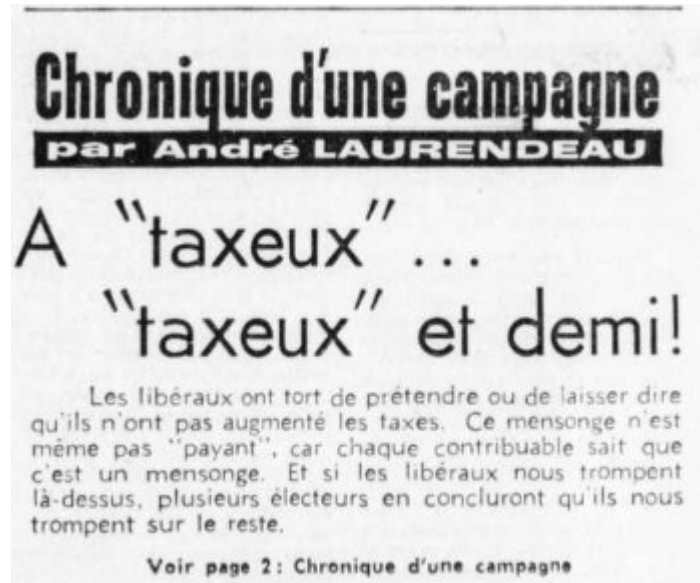 Chronique d'une campagne
par André LAURENDEAU
A "taxeux" ...
"taxeux" et demi!
Les libéraux ont tort de prétendre ou de laisser dire
qu'ils n'ont pas augmenté les taxes. Ce mensonge n'est
même pas "payant", car chaque contribuable sait que
c'est un mensonge. Et si les libéraux nous trompent
là-dessus, plusieurs électeurs en concluront qu'ils nous
trompent sur le reste.
Voir page 2: Chronique d'une campagne